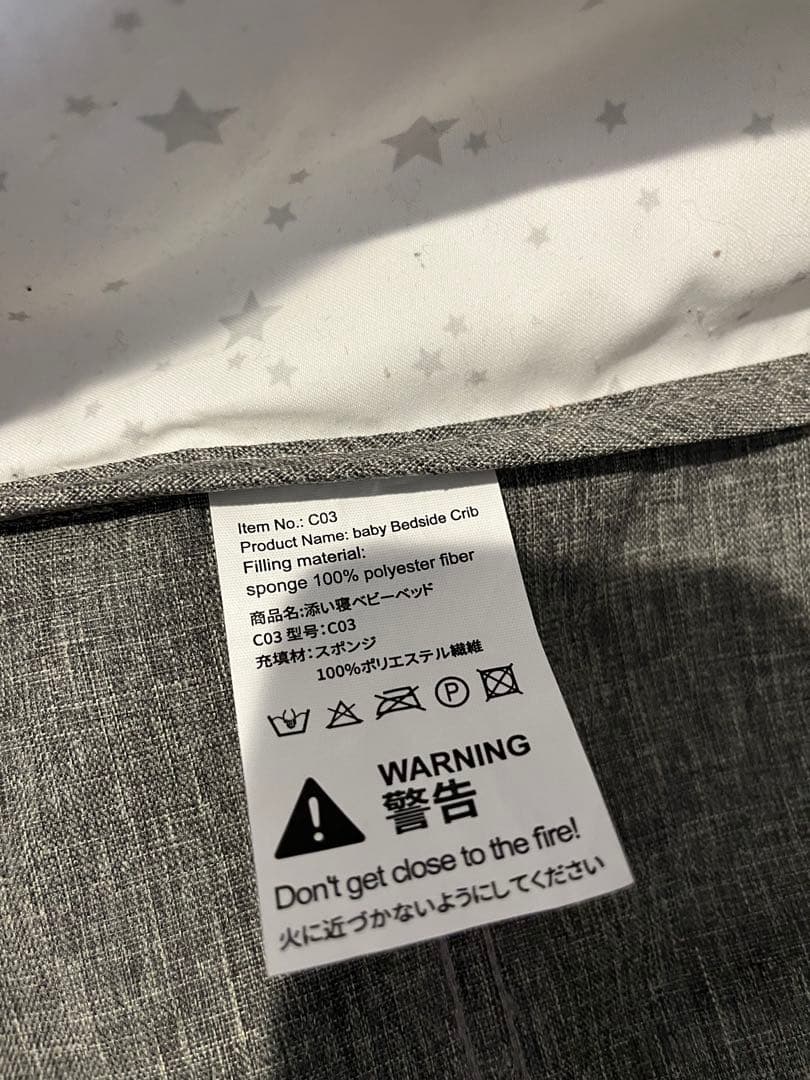 Item No.: C03
Product Name: baby Bedside Crib
Filling material:
sponge 100% polyester fiber
商品名:添い寝ベビーベッド
C03 型号:C03
充填材:スポンジ
100%ポリエステル繊維
P
WARNING
警告
Don't get close to the fire!
火に近づかないようにしてください